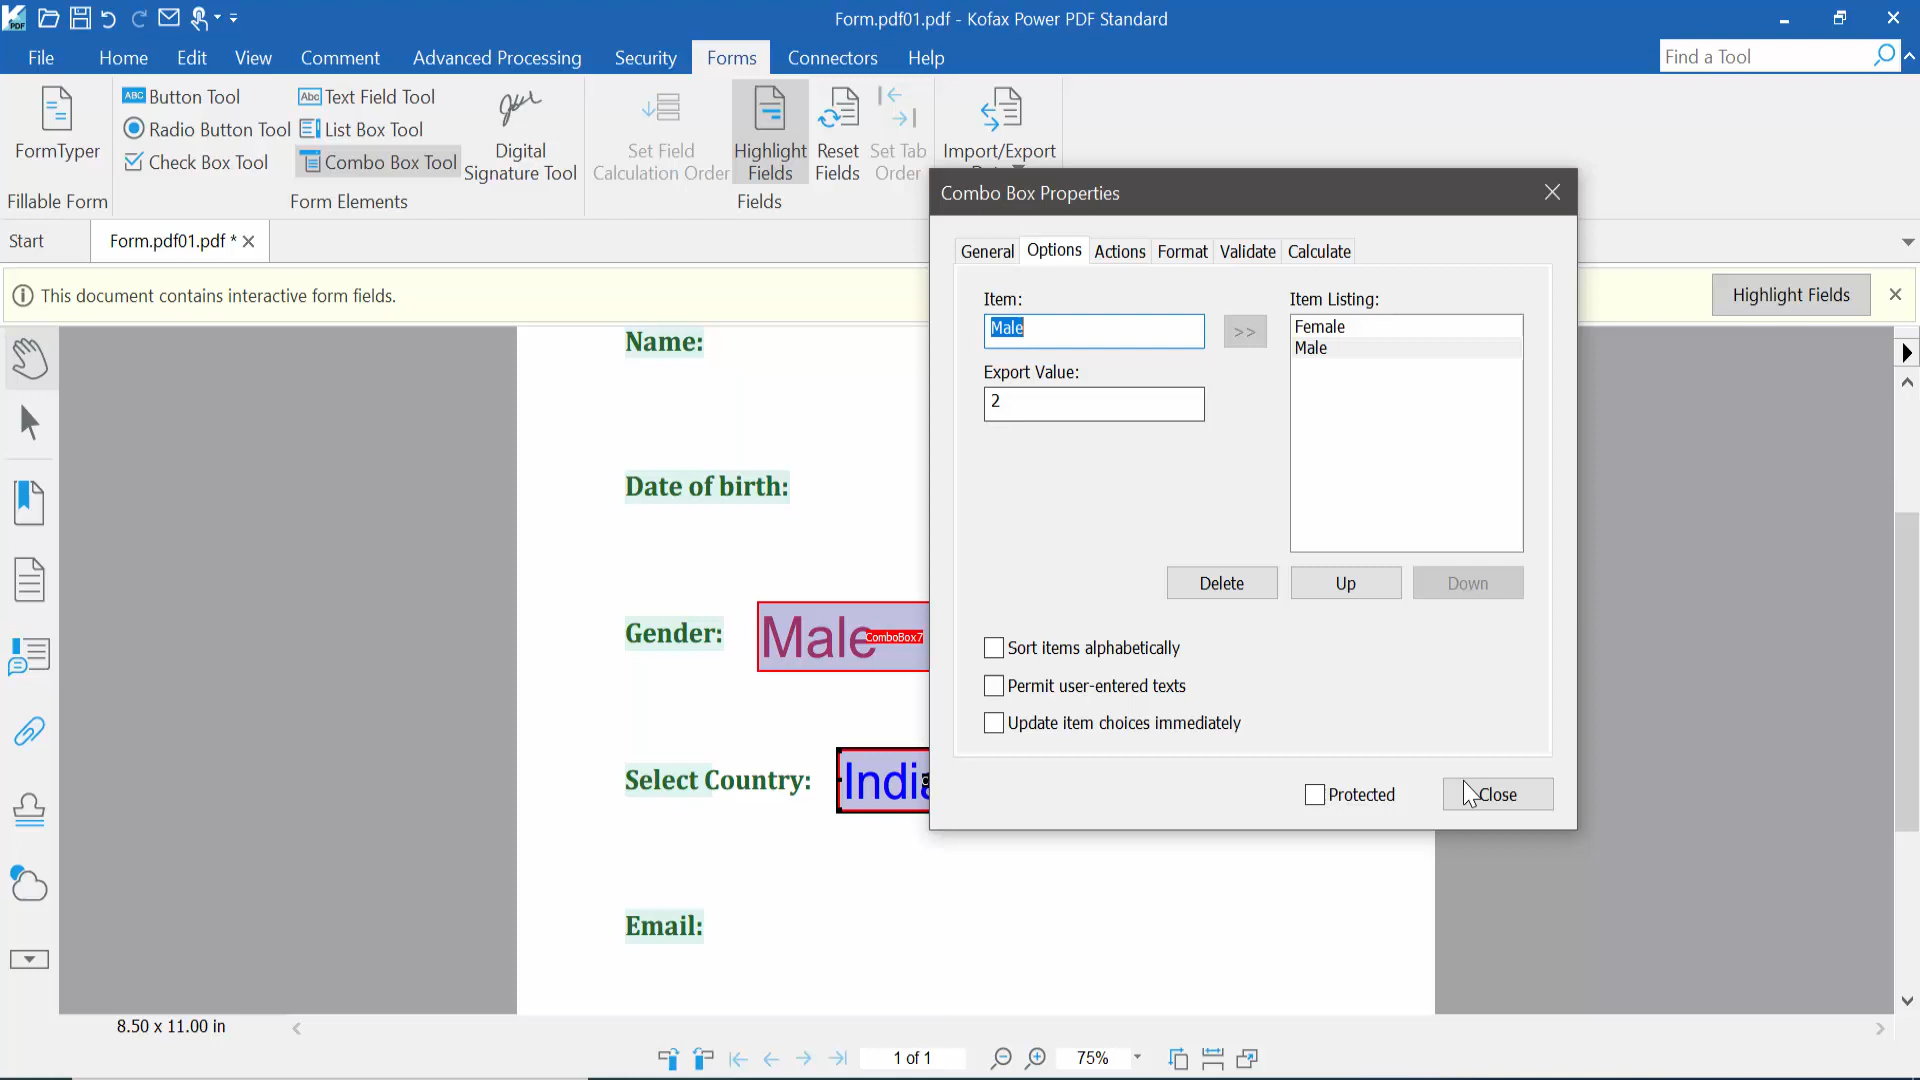 Form.pdf01.pdf - Kofax Power PDF Standard
File Home Edit View Comment Advanced Processing Security Forms Connectors Help
Find a Tool
FormTyper
Fillable Form
ABC Button Tool
Radio Button Tool
Check Box Tool
Abc Text Field Tool
List Box Tool
Combo Box Tool
Digital
Signature Tool
Form Elements
Set Field
Calculation Order
Highlight
Fields
Reset
Fields
Set Tab
Order
Fields
Import/Export
Start
Form.pdf01.pdf *
This document contains interactive form fields.
Highlight Fields
Combo Box Properties
General Options Actions Format Validate Calculate
Item:
Male
>>
Export Value:
2
Item Listing:
Female
Male
Delete Up Down
Sort items alphabetically
Permit user-entered texts
Update item choices immediately
Protected
Close
Name:
Date of birth:
Gender:
Male
ComboBox7
Select Country:
India
Email:
8.50 x 11.00 in
1 of 1
75%